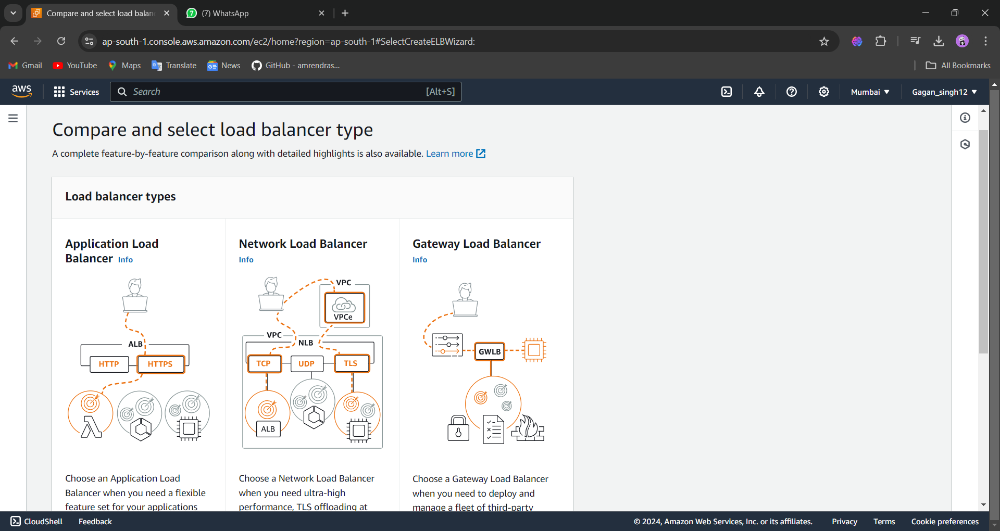 Compare and select load balan
(7) WhatsApp
ap-south-1.console.aws.amazon.com/ec2/home?region=ap-south-1#SelectCreateELBWizard:
Gmail
YouTube
Maps
Translate
News
GitHub - amrendras...
All Bookmarks
aws
Services
Search
[Alt+S]
Mumbai
Gagan_singh12
Compare and select load balancer type
A complete feature-by-feature comparison along with detailed highlights is also available. Learn more
Load balancer types
Application Load
Balancer Info
ALB
HTTP
HTTPS
Choose an Application Load
Balancer when you need a flexible
feature set for your applications
Network Load Balancer
Info
VPC
VPCe
VPC
NLB
TCP
UDP
TLS
ALB
Choose a Network Load Balancer
when you need ultra-high
performance, TLS offloading at
Gateway Load Balancer
Info
GWLB
Choose a Gateway Load Balancer
when you need to deploy and
manage a fleet of third-party
CloudShell
Feedback
© 2024, Amazon Web Services, Inc. or its affiliates.
Privacy
Terms
Cookie preferences